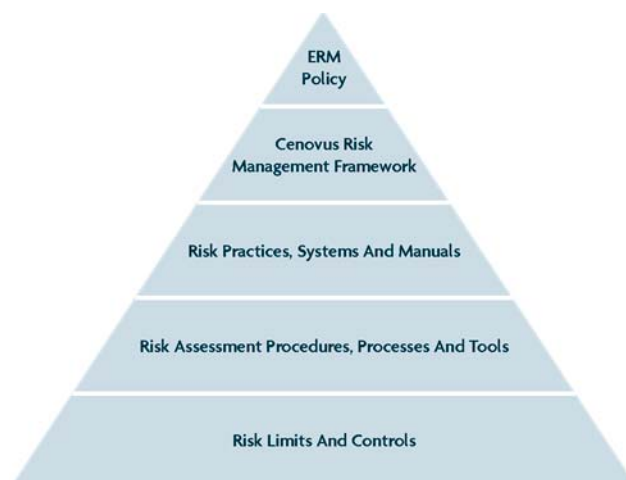 ERM
Policy
Cenovus Risk
Management Framework
Risk Practices, Systems And Manuals
Risk Assessment Procedures, Processes And Tools
Risk Limits And Controls